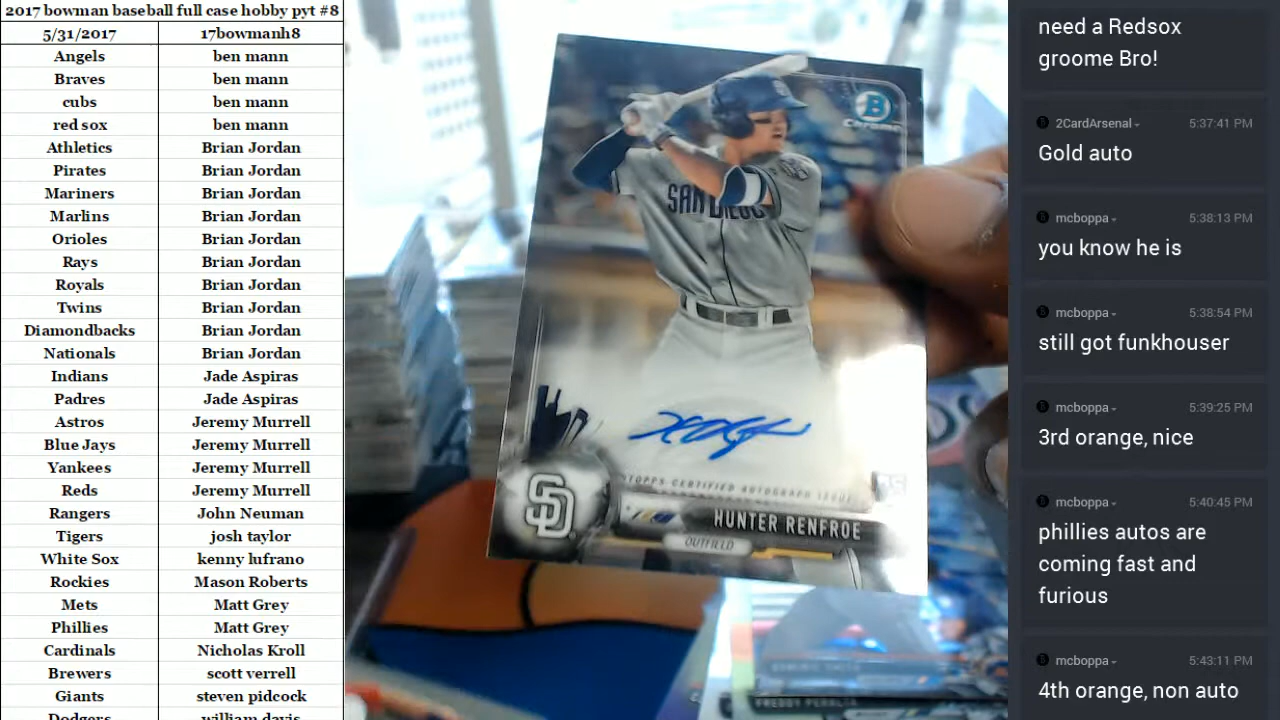 2017 bowman baseball full case hobby pyt #8
5/31/2017 17bowmanh8
Angels ben mann
Braves ben mann
cubs ben mann
red sox ben mann
Athletics Brian Jordan
Pirates Brian Jordan
Mariners Brian Jordan
Marlins Brian Jordan
Orioles Brian Jordan
Rays Brian Jordan
Royals Brian Jordan
Twins Brian Jordan
Diamondbacks Brian Jordan
Nationals Brian Jordan
Indians Jade Aspiras
Padres Jade Aspiras
Astros Jeremy Murrell
Blue Jays Jeremy Murrell
Yankees Jeremy Murrell
Reds Jeremy Murrell
Rangers John Neuman
Tigers josh taylor
White Sox kenny lufrano
Rockies Mason Roberts
Mets Matt Grey
Phillies Matt Grey
Cardinals Nicholas Kroll
Brewers scott verrell
Giants steven pidcock
Dodgers william davis
B
Chrome
SAN DIEGO
TOPPS CERTIFIED AUTOGRAPH ISSUE
SD
HUNTER RENFROE
OUTFIELD
FREDDY PERALTA
need a Redsox
groome Bro!
2CardArsenal 5:37:41 PM
Gold auto
mcboppa 5:38:13 PM
you know he is
mcboppa 5:38:54 PM
still got funkhouser
mcboppa 5:39:25 PM
3rd orange, nice
mcboppa 5:40:45 PM
phillies autos are
coming fast and
furious
mcboppa 5:43:11 PM
4th orange, non auto